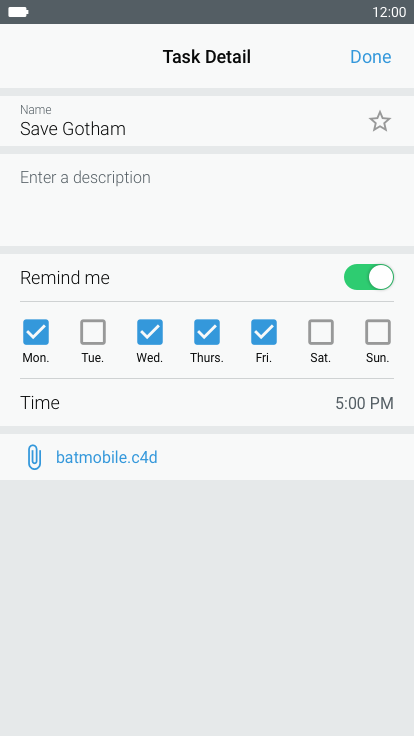 12:00
Task Detail
Done
Name
Save Gotham
Enter a description
Remind me
Mon. Tue. Wed. Thurs. Fri. Sat. Sun.
Time 5:00 PM
batmobile.c4d